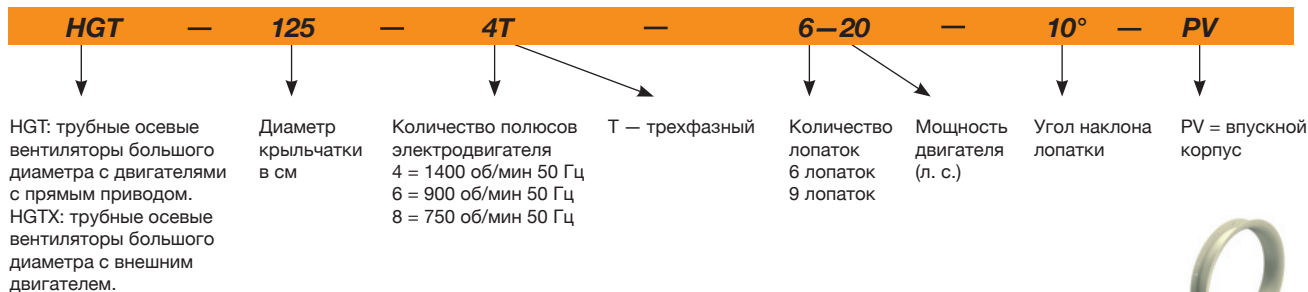 HGT — 125 — 4T — 6—20 — 10° — PV
HGT: трубные осевые
вентиляторы большого
диаметра с двигателями
с прямым приводом.
HGTX: трубные осевые
вентиляторы большого
диаметра с внешним
двигателем.
Диаметр
крыльчатки
в см
Количество полюсов
электродвигателя
4 = 1400 об/мин 50 Гц
6 = 900 об/мин 50 Гц
8 = 750 об/мин 50 Гц
Т — трехфазный
Количество
лопаток
6 лопаток
9 лопаток
Мощность
двигателя
(л. с.)
Угол наклона
лопатки
PV = впускной
корпус